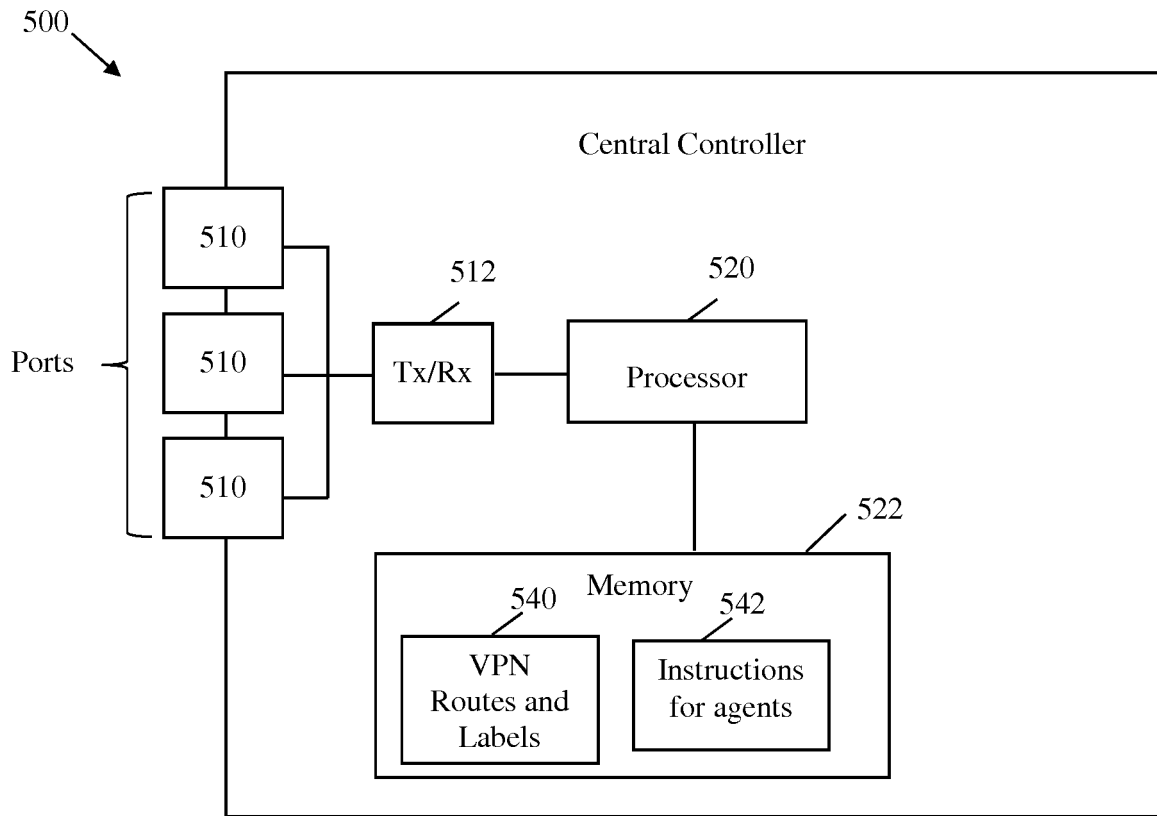 500
Central Controller
510
512
520
510
Ports
Tx/Rx
Processor
510
522
Memory
540
542
VPN
Routes and
Labels
Instructions
for agents